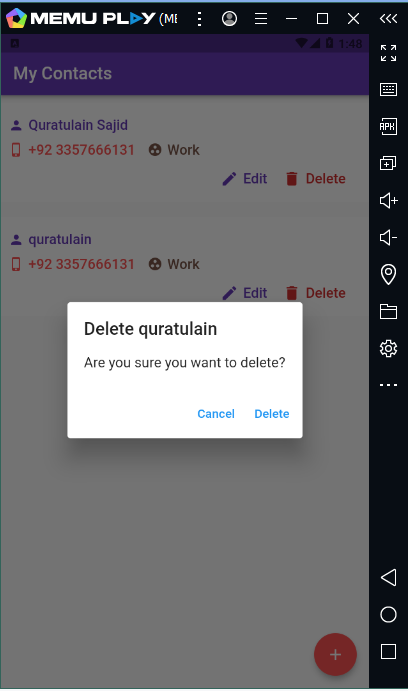 MEMU PLAY (ME
1:48
My Contacts
Quratulain Sajid
+92 3357666131 Work
Edit Delete
quratulain
+92 3357666131 Work
Edit Delete
Delete quratulain
Are you sure you want to delete?
Cancel Delete
APK